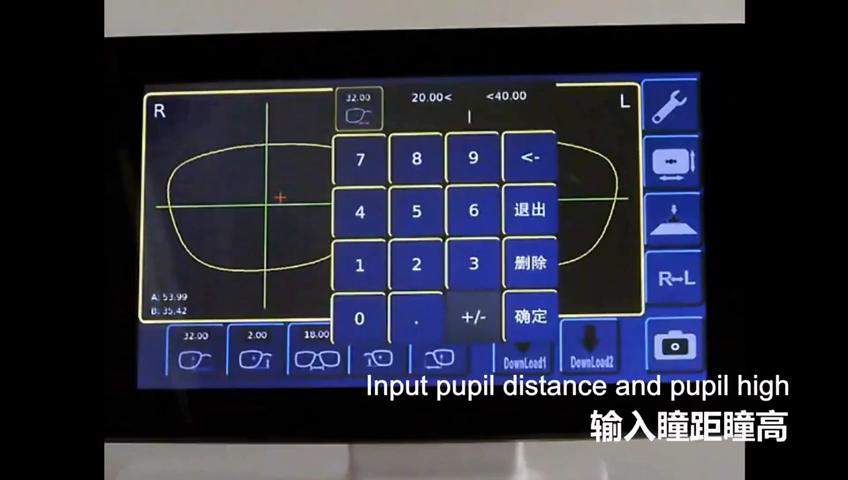 R
32.00
20.00<
<40.00
L
7 8 9 <-
4 5 6 退出
1 2 3 删除
0 . +/- 确定
A: 53.99
B: 35.42
R↔L
32.00
2.00
18.00
DownLoad1
DownLoad2
Input pupil distance and pupil high
输入瞳距瞳高